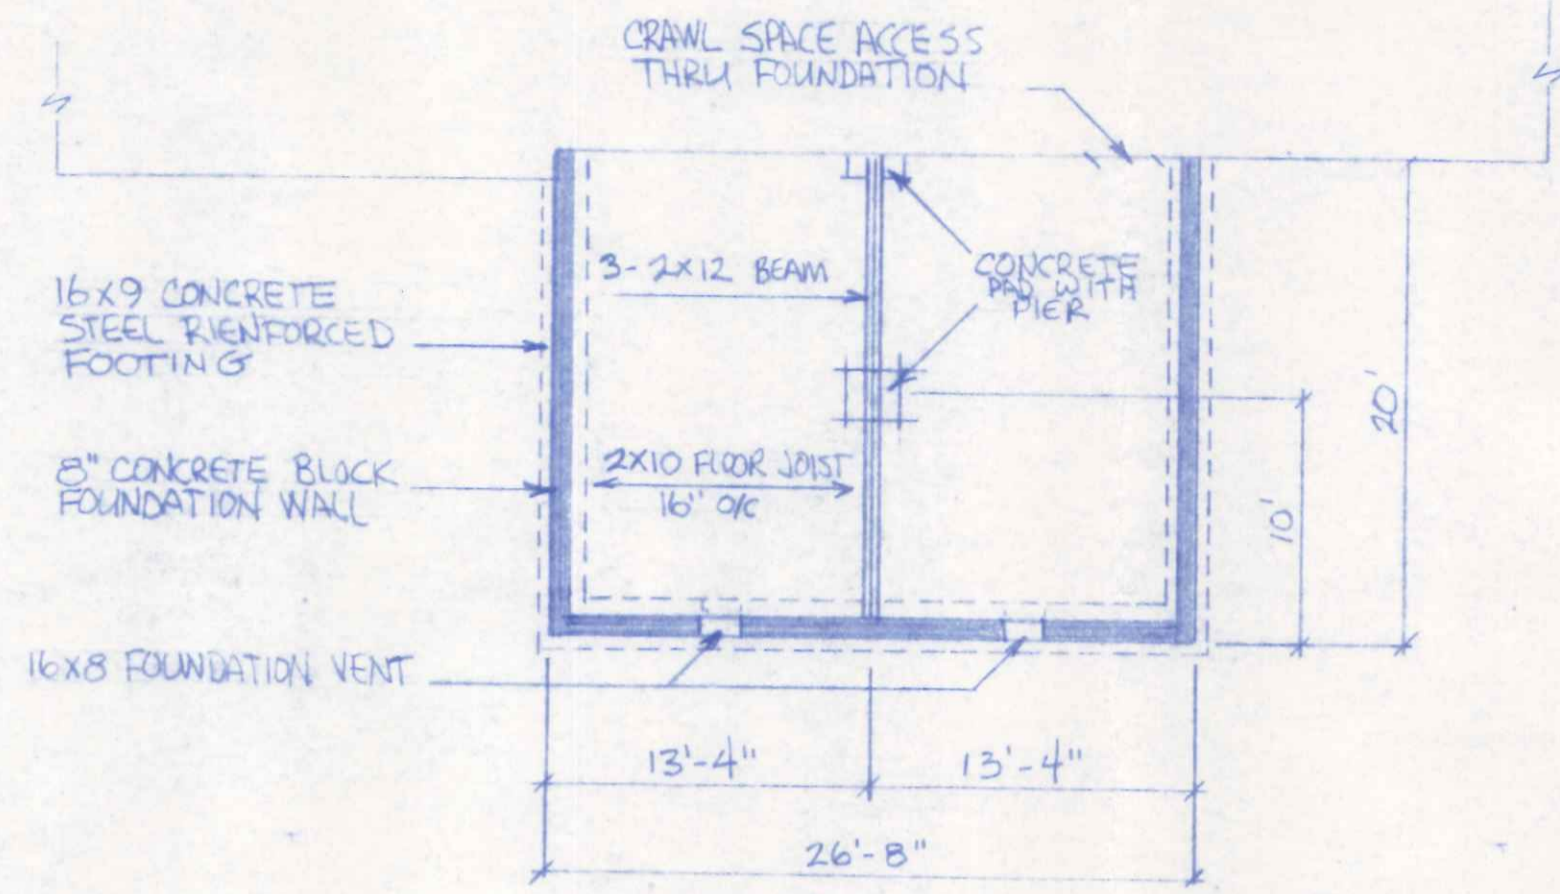 CRAWL SPACE ACCESS
THRU FOUNDATION
3-2X12 BEAM
CONCRETE
PAD WITH
PIER
16X9 CONCRETE
STEEL RIENFORCED
FOOTING
20'
8" CONCRETE BLOCK
FOUNDATION WALL
2X10 FLOOR JOIST
16" O/C
10'
16X8 FOUNDATION VENT
13'-4"
13'-4"
26'-8"